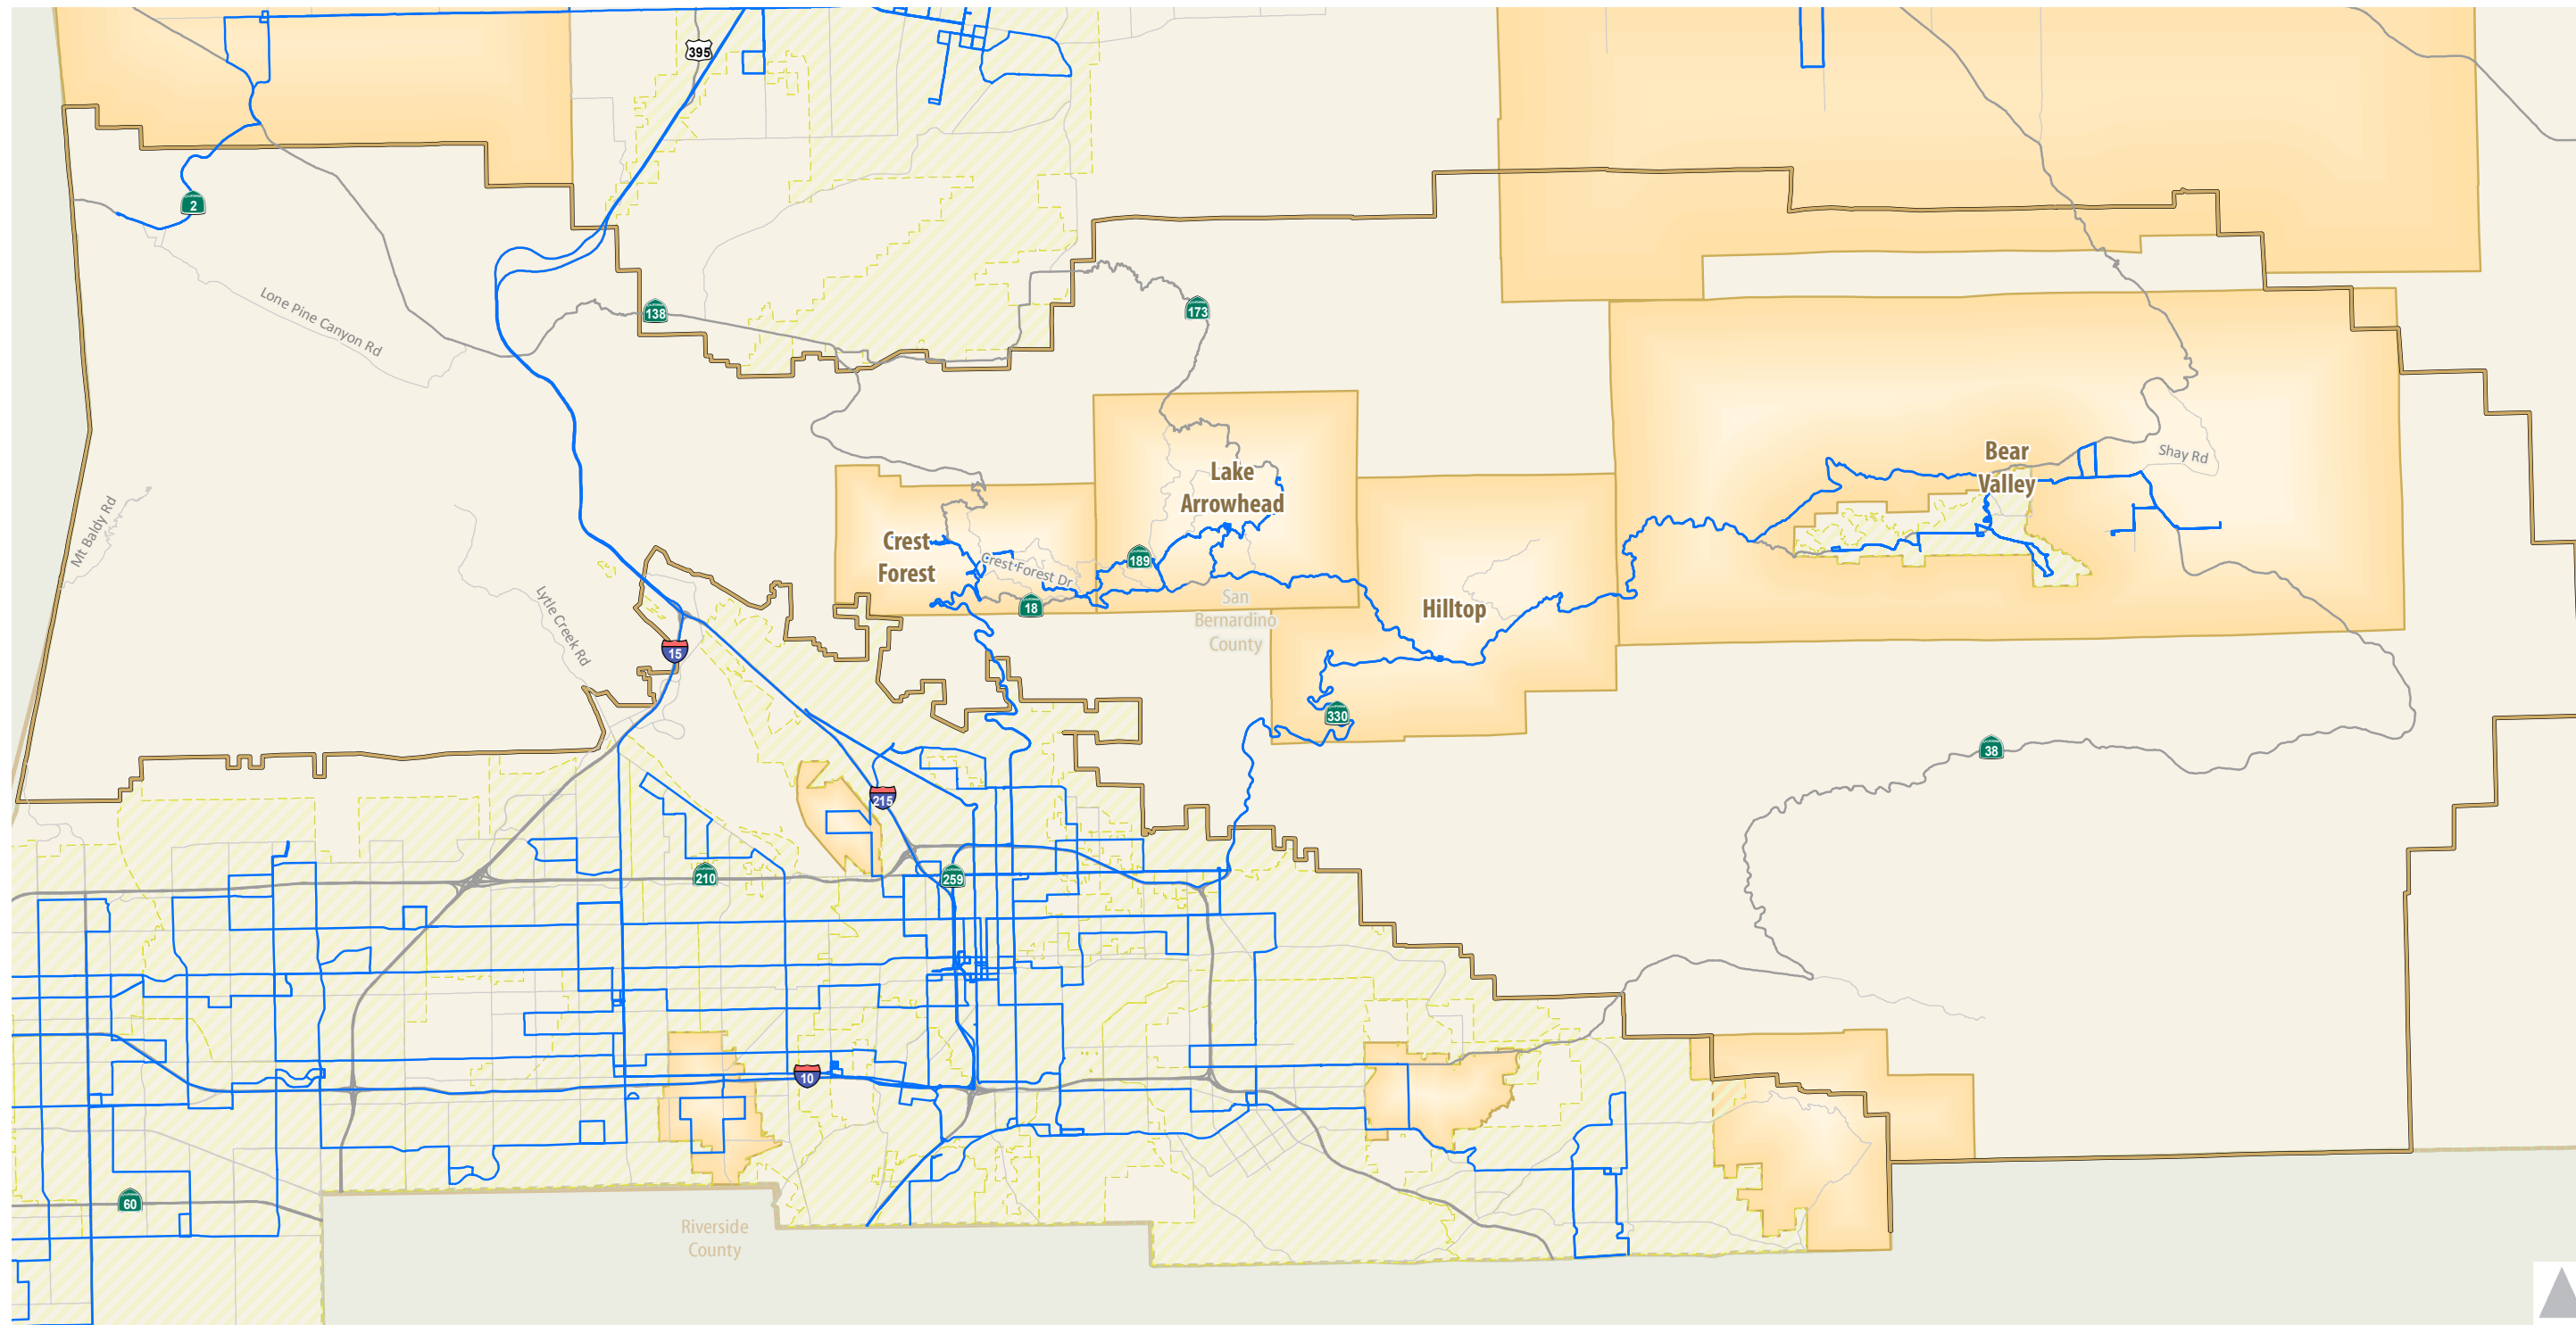 395
2
Lone Pine Canyon Rd
138
173
Bear
Valley
Shay Rd
Lake
Arrowhead
Mt Baldy Rd
Crest
Forest
Crest Forest Dr
189
18
San
Bernardino
County
Hilltop
Lytle Creek Rd
15
330
38
215
210
259
10
60
Riverside
County